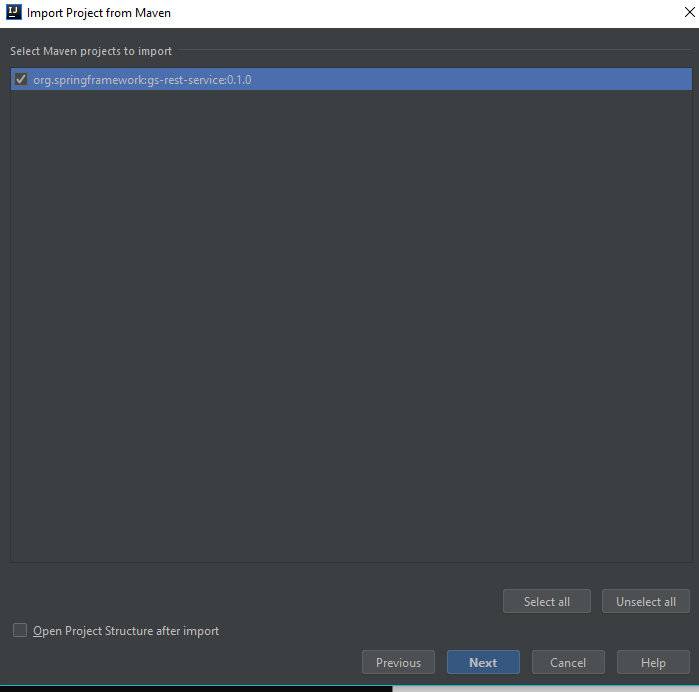 IJ
Import Project from Maven
Select Maven projects to import
org.springframework:gs-rest-service:0.1.0
Select all
Unselect all
Open Project Structure after import
Previous
Next
Cancel
Help